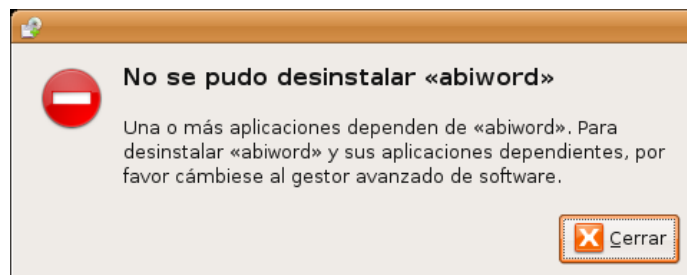 No se pudo desinstalar «abiword»
Una o más aplicaciones dependen de «abiword». Para
desinstalar «abiword» y sus aplicaciones dependientes, por
favor cámbiese al gestor avanzado de software.
Cerrar